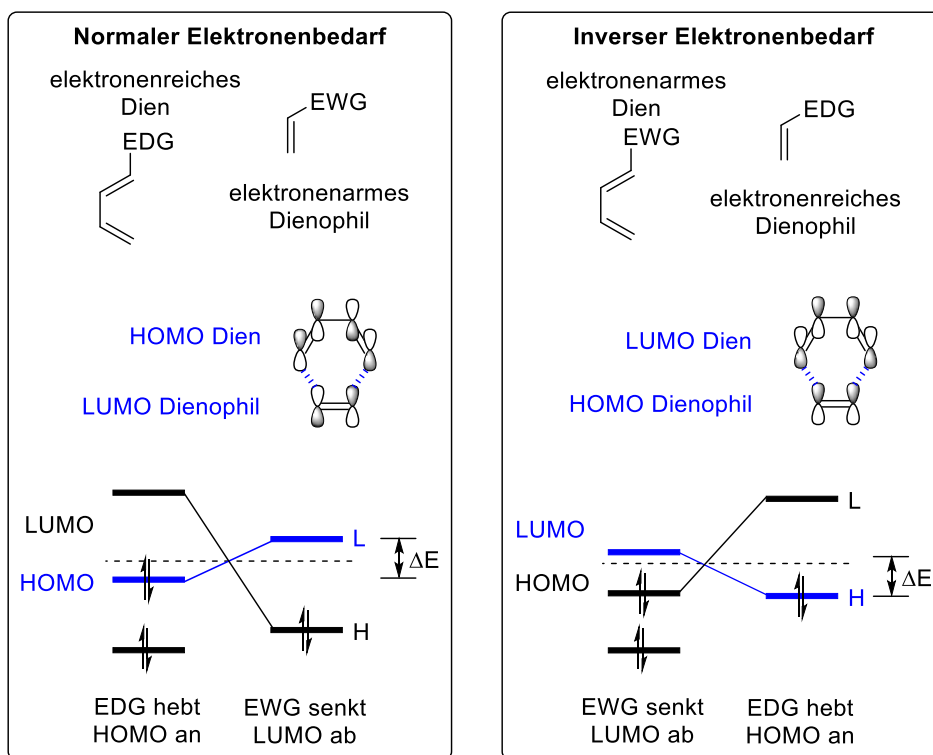 Normaler Elektronenbedarf
elektronenreiches
Dien
EDG
EWG
elektronenarmes
Dienophil
HOMO Dien
LUMO Dienophil
LUMO
HOMO
L
ΔE
H
EDG hebt
HOMO an
EWG senkt
LUMO ab
Inverser Elektronenbedarf
elektronenarmes
Dien
EWG
EDG
elektronenreiches
Dienophil
LUMO Dien
HOMO Dienophil
LUMO
HOMO
L
ΔE
H
EWG senkt
LUMO ab
EDG hebt
HOMO an